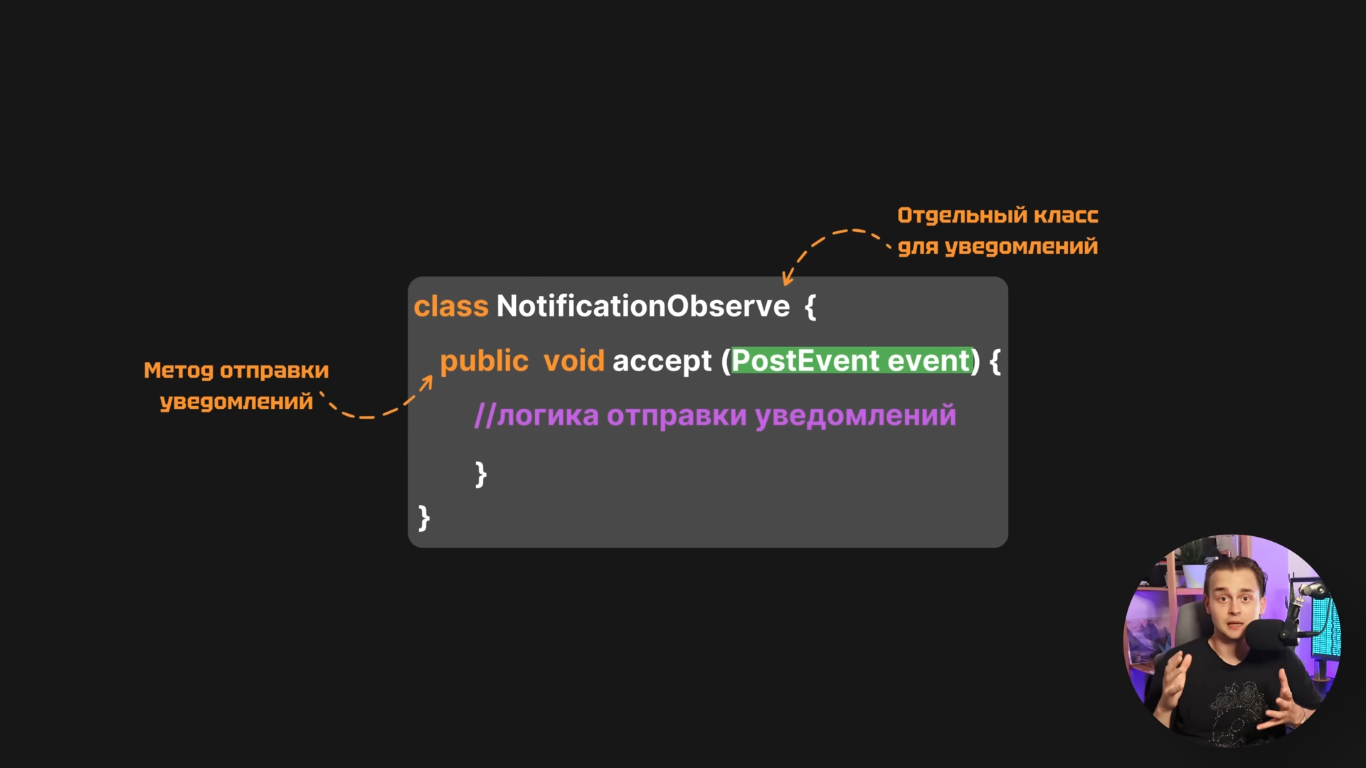 Отдельный класс
для уведомлений
class NotificationObserve {
public void accept (PostEvent event) {
Метод отправки
уведомлений
//логика отправки уведомлений
}
}